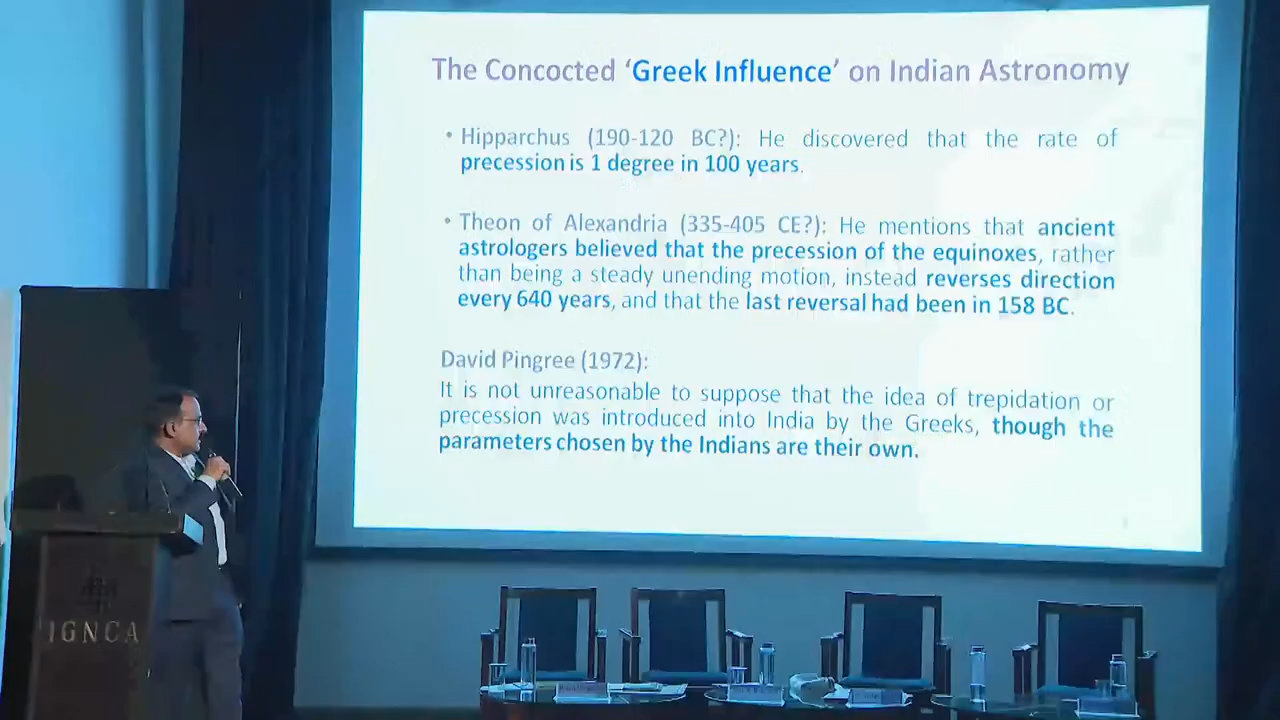 The Concocted ‘Greek Influence’ on Indian Astronomy
• Hipparchus (190-120 BC?): He discovered that the rate of
precession is 1 degree in 100 years.
• Theon of Alexandria (335-405 CE?): He mentions that ancient
astrologers believed that the precession of the equinoxes, rather
than being a steady unending motion, instead reverses direction
every 640 years, and that the last reversal had been in 158 BC.
David Pingree (1972):
It is not unreasonable to suppose that the idea of trepidation or
precession was introduced into India by the Greeks, though the
parameters chosen by the Indians are their own.
IGNCA